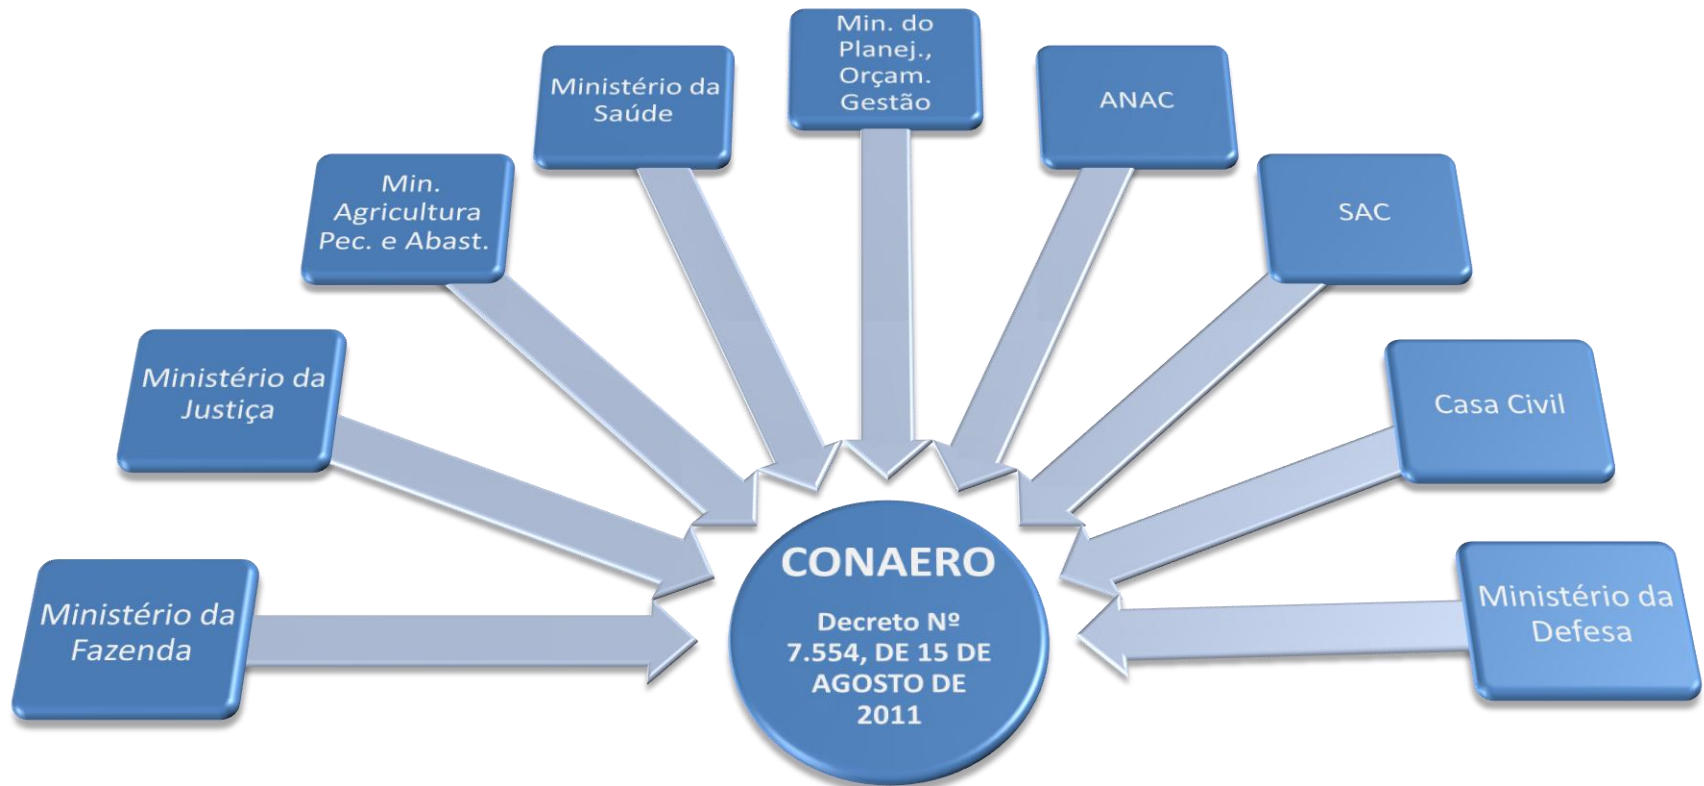 Min. do
Planej.,
Orçam.
Gestão
Ministério da
Saúde
ANAC
Min.
Agricultura
Pec. e Abast.
SAC
Ministério da
Justiça
Casa Civil
Ministério da
Fazenda
Ministério da
Defesa
CONAERO
Decreto Nº
7.554, DE 15 DE
AGOSTO DE
2011